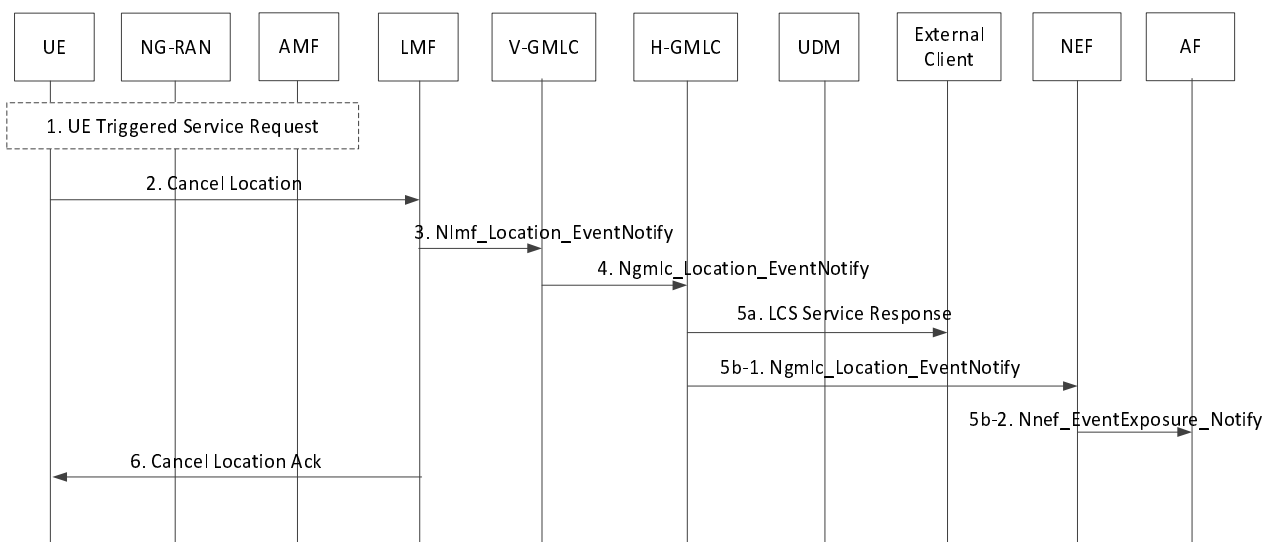 UE
NG-RAN
AMF
LMF
V-GMLC
H-GMLC
UDM
External
Client
NEF
AF
1. UE Triggered Service Request
2. Cancel Location
3. Nlmf_Location_EventNotify
4. Ngmlc_Location_EventNotify
5a. LCS Service Response
5b-1. Ngmlc_Location_EventNotify
5b-2. Nnef_EventExposure_Notify
6. Cancel Location Ack